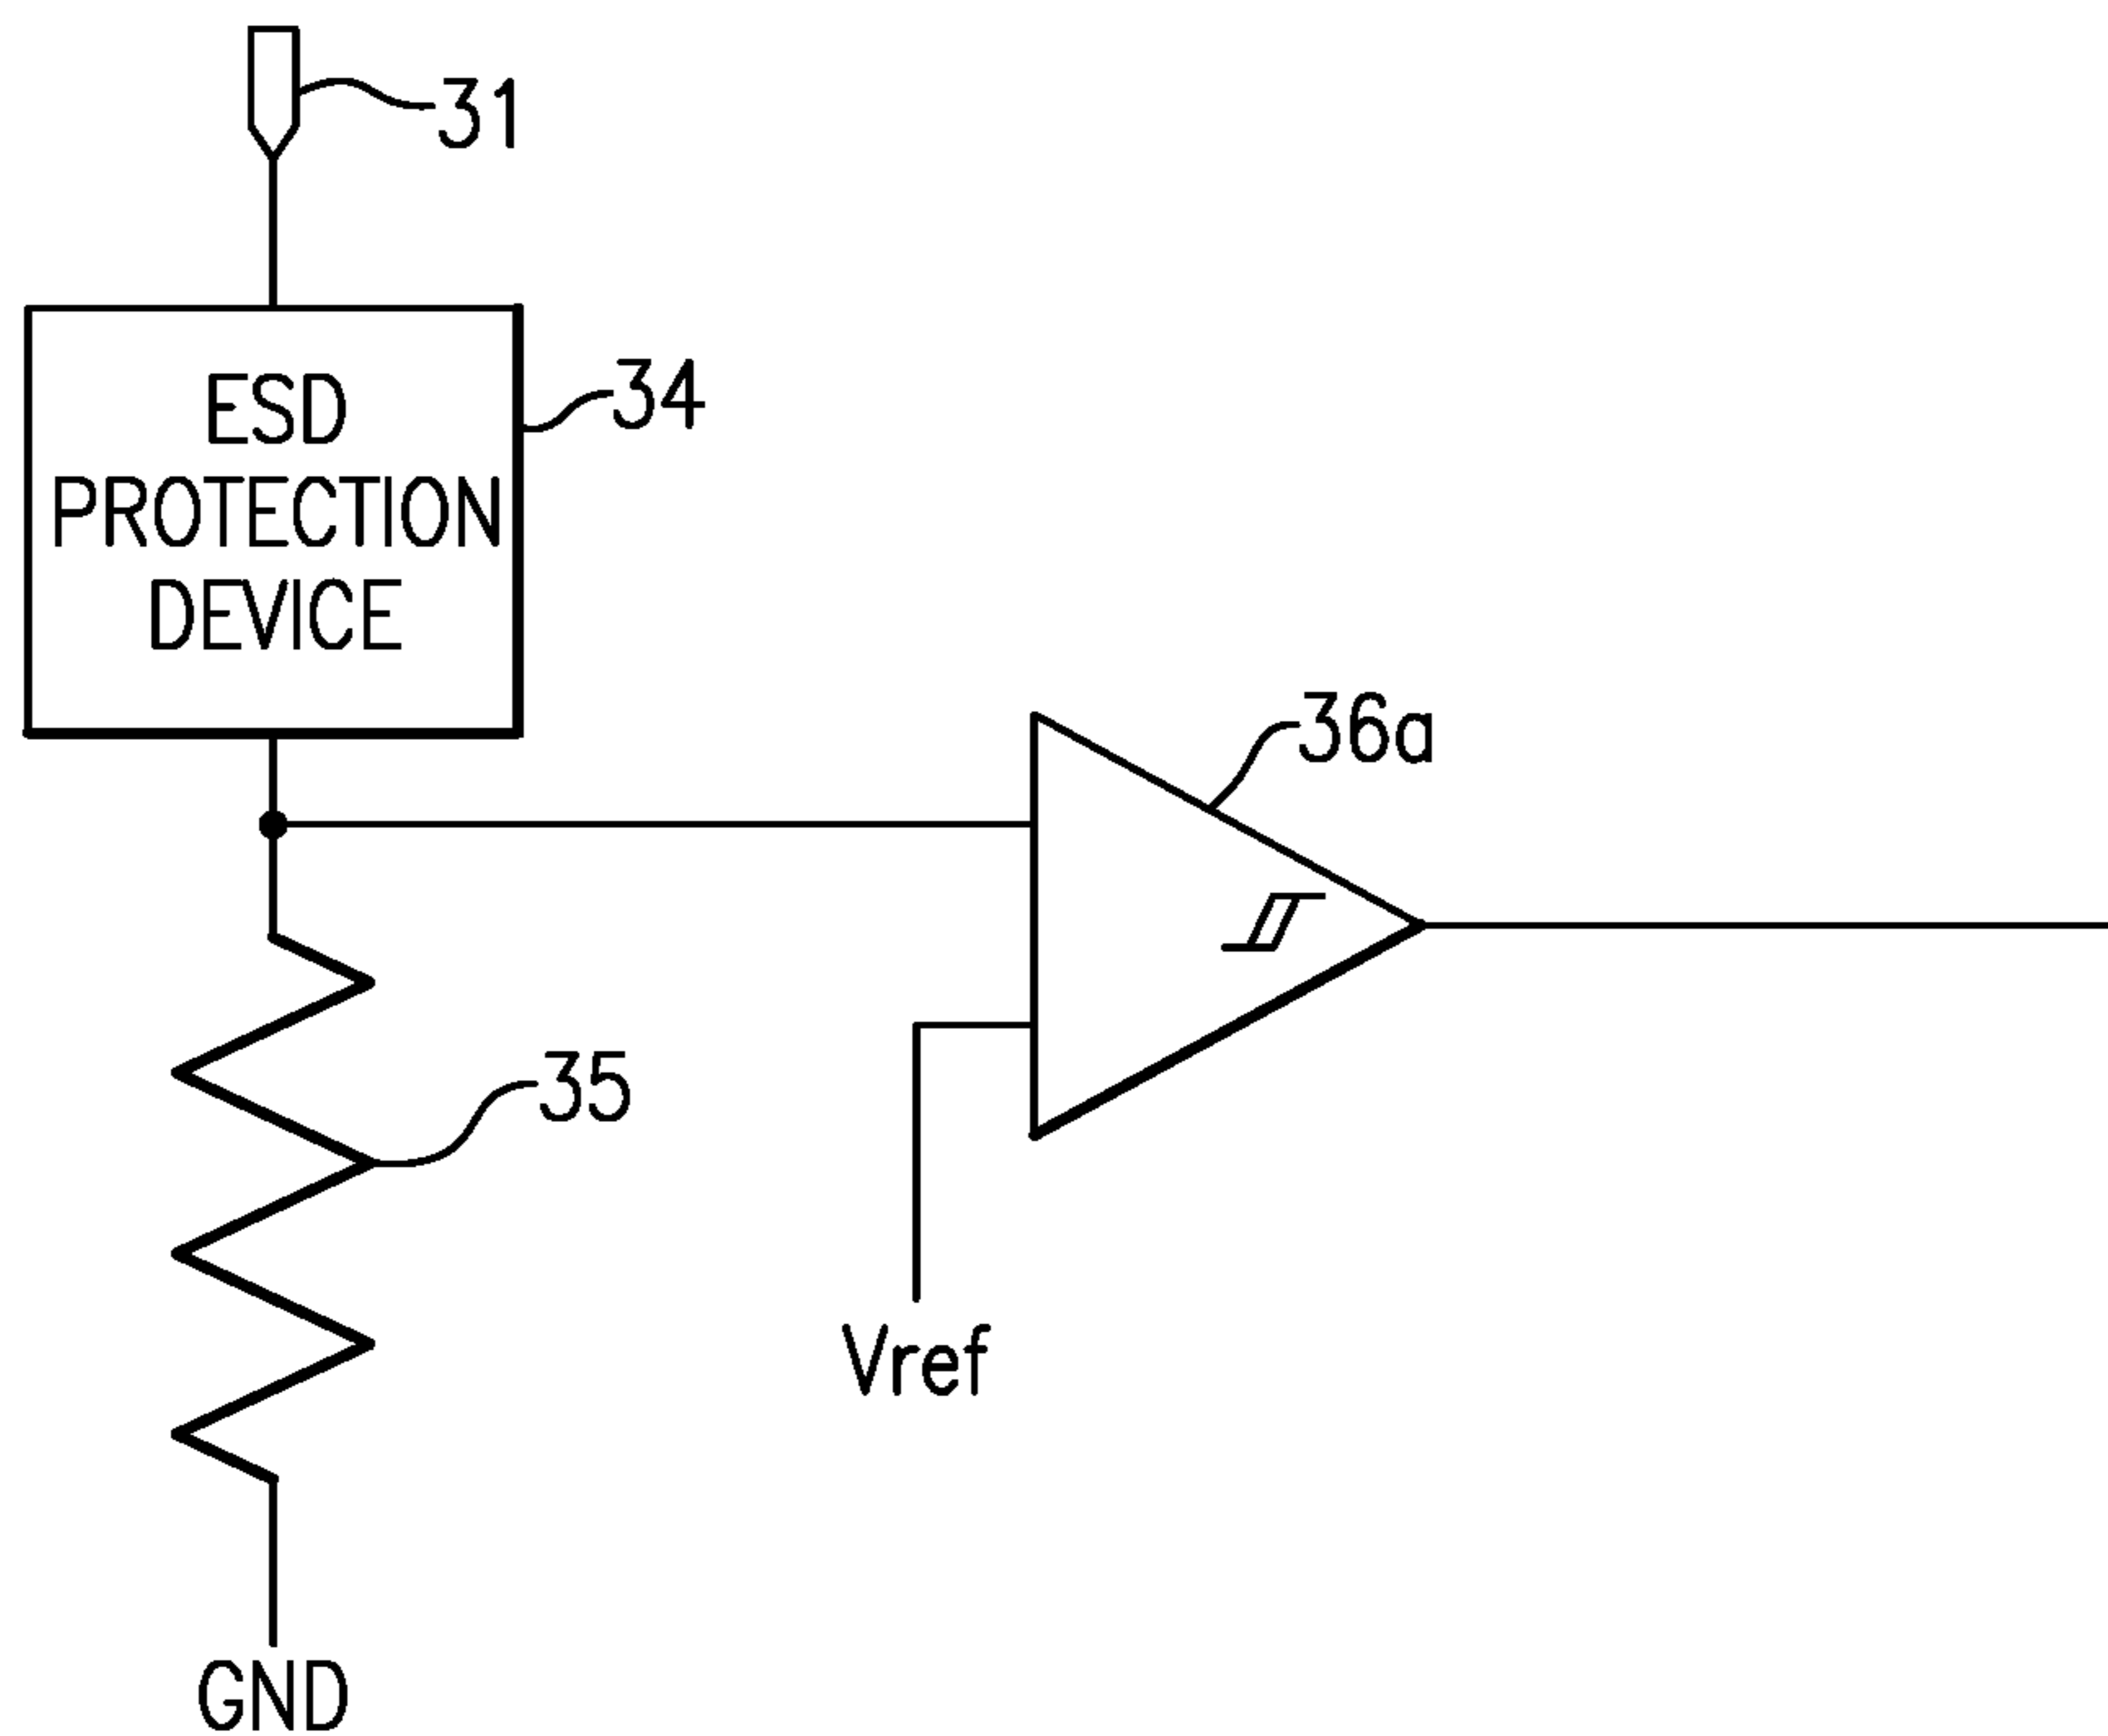 31
ESD
PROTECTION
DEVICE
34
36a
35
Vref
GND